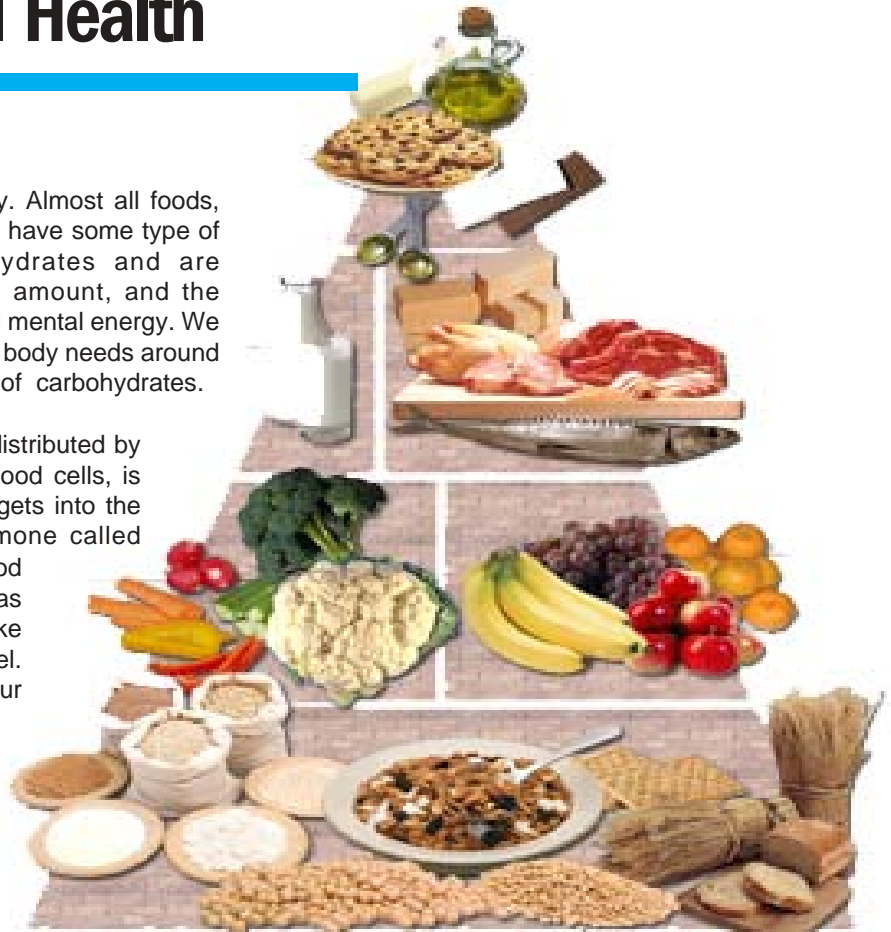 Health
y. Almost all foods,
have some type of
ydrates and are
amount, and the
mental energy. We
body needs around
of carbohydrates.
distributed by
ood cells, is
gets into the
mone called
od
as
ke
el.
ur